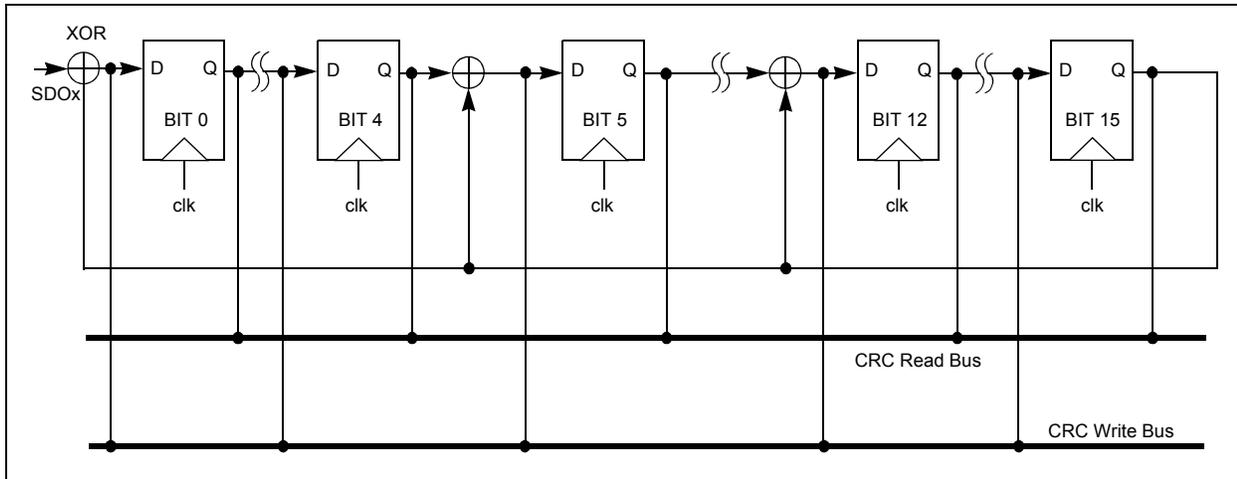 XOR
SDOx
D Q
BIT 0
clk
D Q
BIT 4
clk
D Q
BIT 5
clk
D Q
BIT 12
clk
D Q
BIT 15
clk
CRC Read Bus
CRC Write Bus